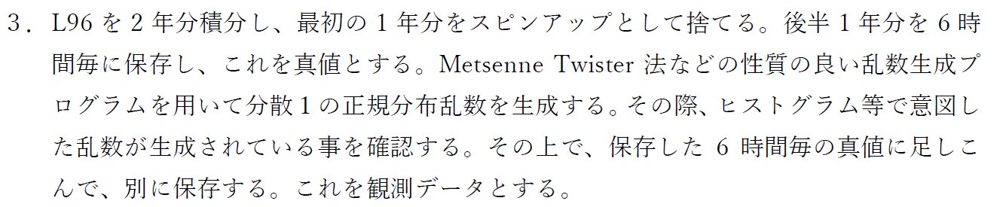 ３．L96 を 2 年分積分し、最初の 1 年分をスピンアップとして捨てる。後半 1 年分を 6 時
間毎に保存し、これを真値とする。Metsenne Twister 法などの性質の良い乱数生成プ
ログラムを用いて分散１の正規分布乱数を生成する。その際、ヒストグラム等で意図し
た乱数が生成されている事を確認する。その上で、保存した 6 時間毎の真値に足しこ
んで、別に保存する。これを観測データとする。